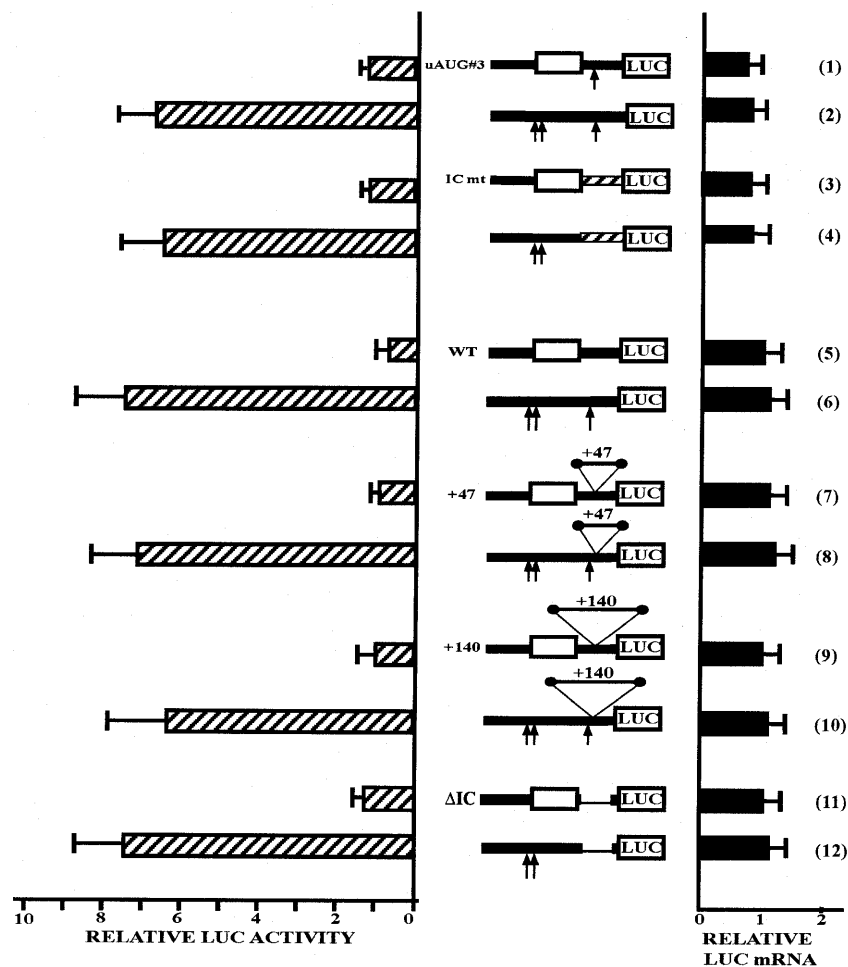 uAUG#3 LUC (1)
LUC (2)
IC mt LUC (3)
LUC (4)
WT LUC (5)
LUC (6)
+47
+47 LUC (7)
+47
LUC (8)
+140
+140 LUC (9)
+140
LUC (10)
ΔIC LUC (11)
LUC (12)
10 8 6 4 2 0 0 1 2
RELATIVE LUC ACTIVITY RELATIVE
LUC mRNA